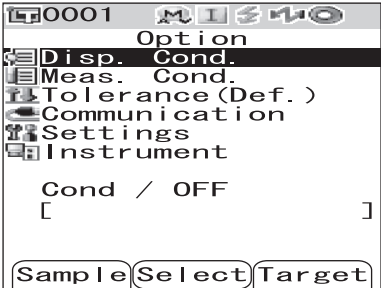 0001 M I
Option
Disp. Cond.
Meas. Cond.
Tolerance(Def.)
Communication
Settings
Instrument
Cond / OFF
[ ]
Sample Select Target